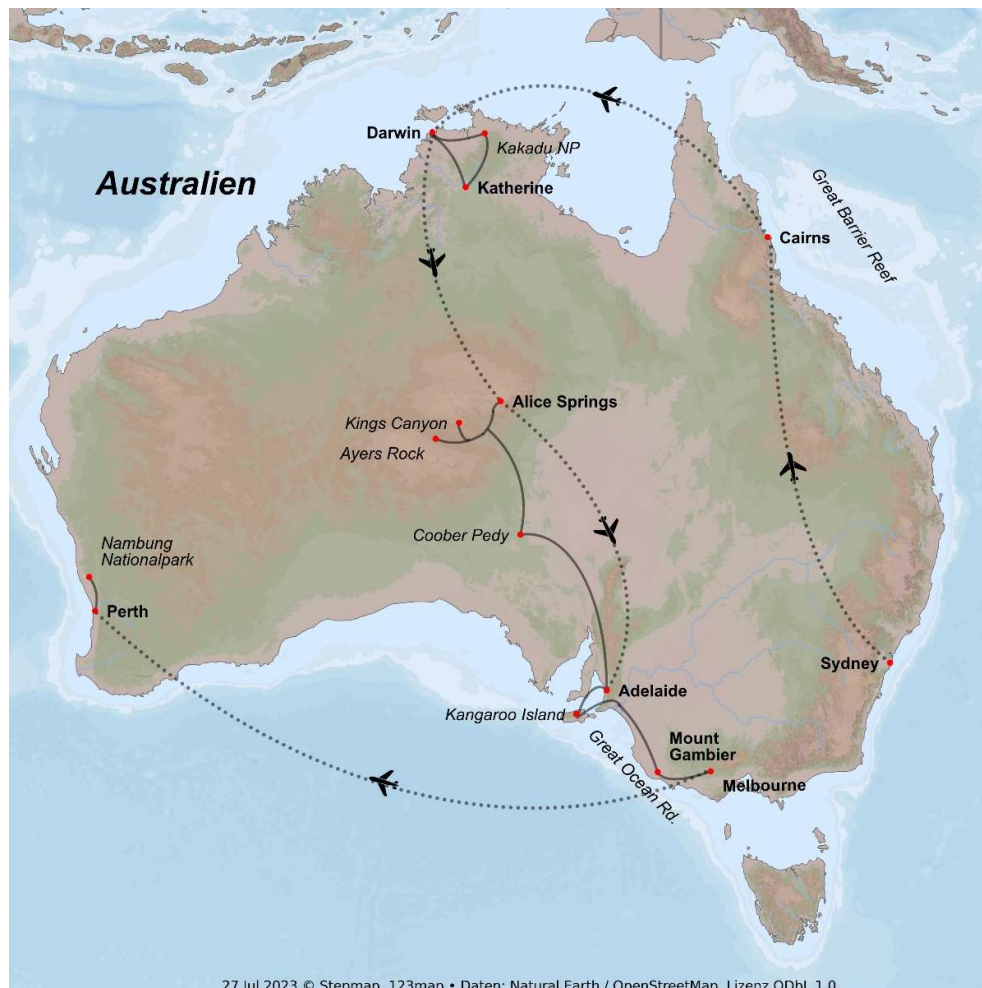 Darwin
Kakadu NP
Australien
Katherine
Great Barrier Reef
Cairns
Alice Springs
Kings Canyon
Ayers Rock
Coober Pedy
Nambung
Nationalpark
Perth
Sydney
Adelaide
Kangaroo Island
Great Ocean Rd.
Mount
Gambier
Melbourne
27 Jul 2023 © Stepmap, 123map • Daten: Natural Earth / OpenStreetMap, Lizenz ODbL 1.0